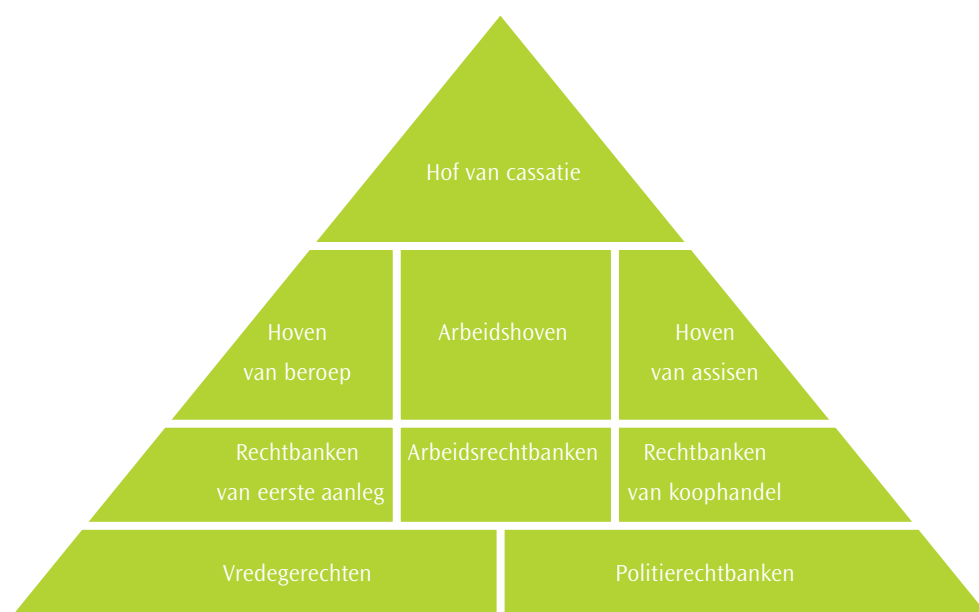 Hof van cassatie
Hoven
van beroep
Arbeidshoven
Hoven
van assisen
Rechtbanken
van eerste aanleg
Arbeidsrechtbanken
Rechtbanken
van koophandel
Vredegerechten
Politierechtbanken